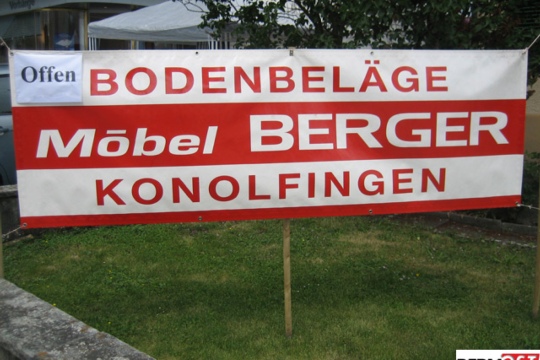 Offen
BODENBELÄGE
Möbel BERGER
KONOLFINGEN